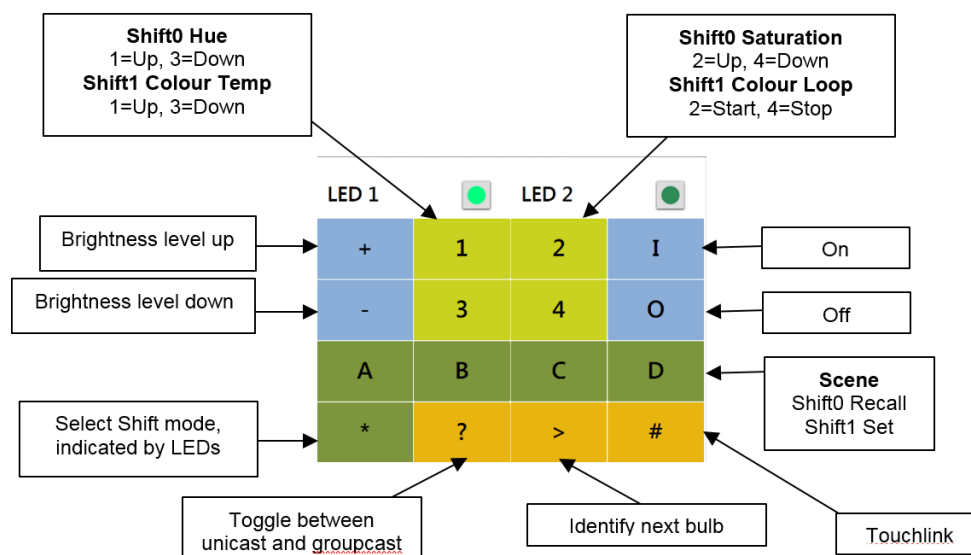 Shift0 Hue
1=Up, 3=Down
Shift1 Colour Temp
1=Up, 3=Down
Shift0 Saturation
2=Up, 4=Down
Shift1 Colour Loop
2=Start, 4=Stop
LED 1 LED 2
Brightness level up
+ 1 2 I
On
Brightness level down
- 3 4 O
Off
A B C D
Scene
Shift0 Recall
Shift1 Set
Select Shift mode,
indicated by LEDs
* ? > #
Toggle between
unicast and groupcast
Identify next bulb
Touchlink